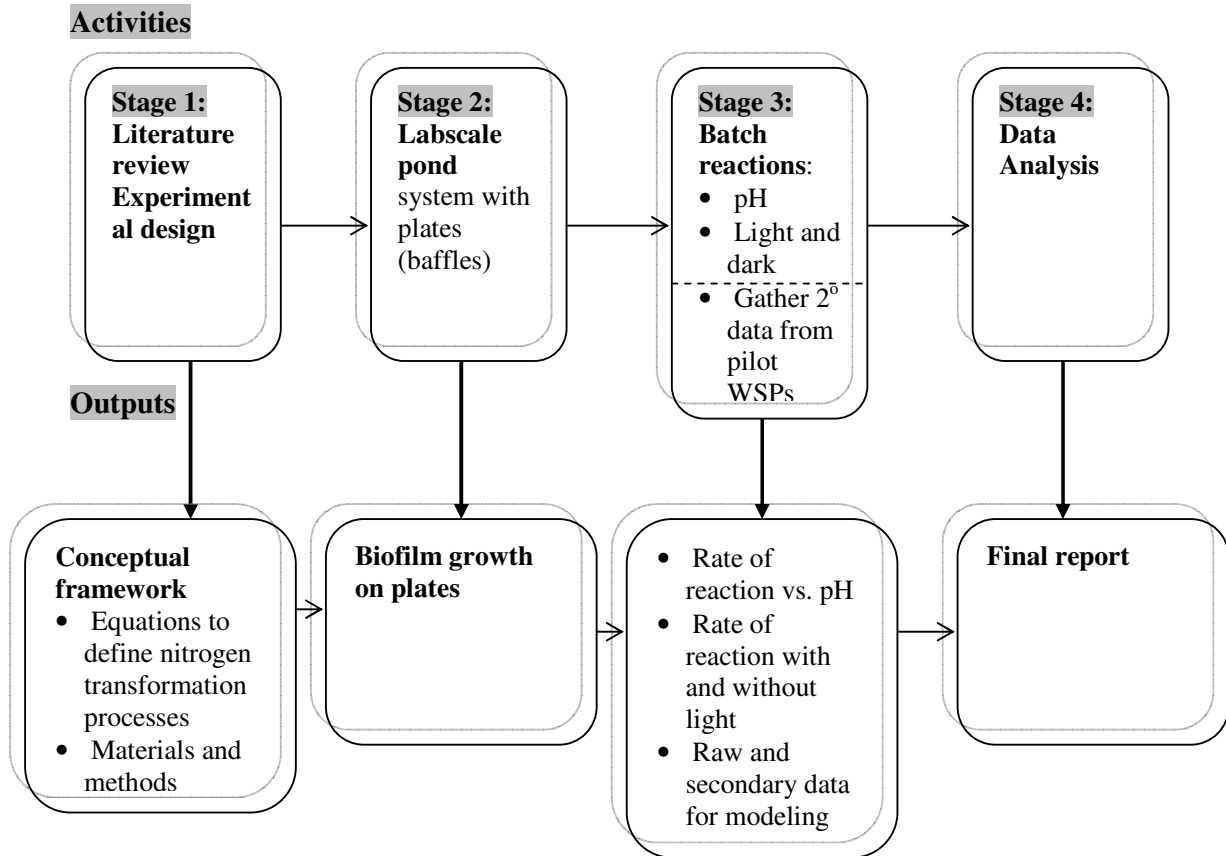 Activities
Stage 1:
Literature
review
Experiment
al design
Stage 2:
Labscale
pond
system with
plates
(baffles)
Stage 3:
Batch
reactions:
• pH
• Light and
dark
• Gather 2º
data from
pilot
WSPs
Stage 4:
Data
Analysis
Outputs
Conceptual
framework
• Equations to
define nitrogen
transformation
processes
• Materials and
methods
Biofilm growth
on plates
• Rate of
reaction vs. pH
• Rate of
reaction with
and without
light
• Raw and
secondary data
for modeling
Final report